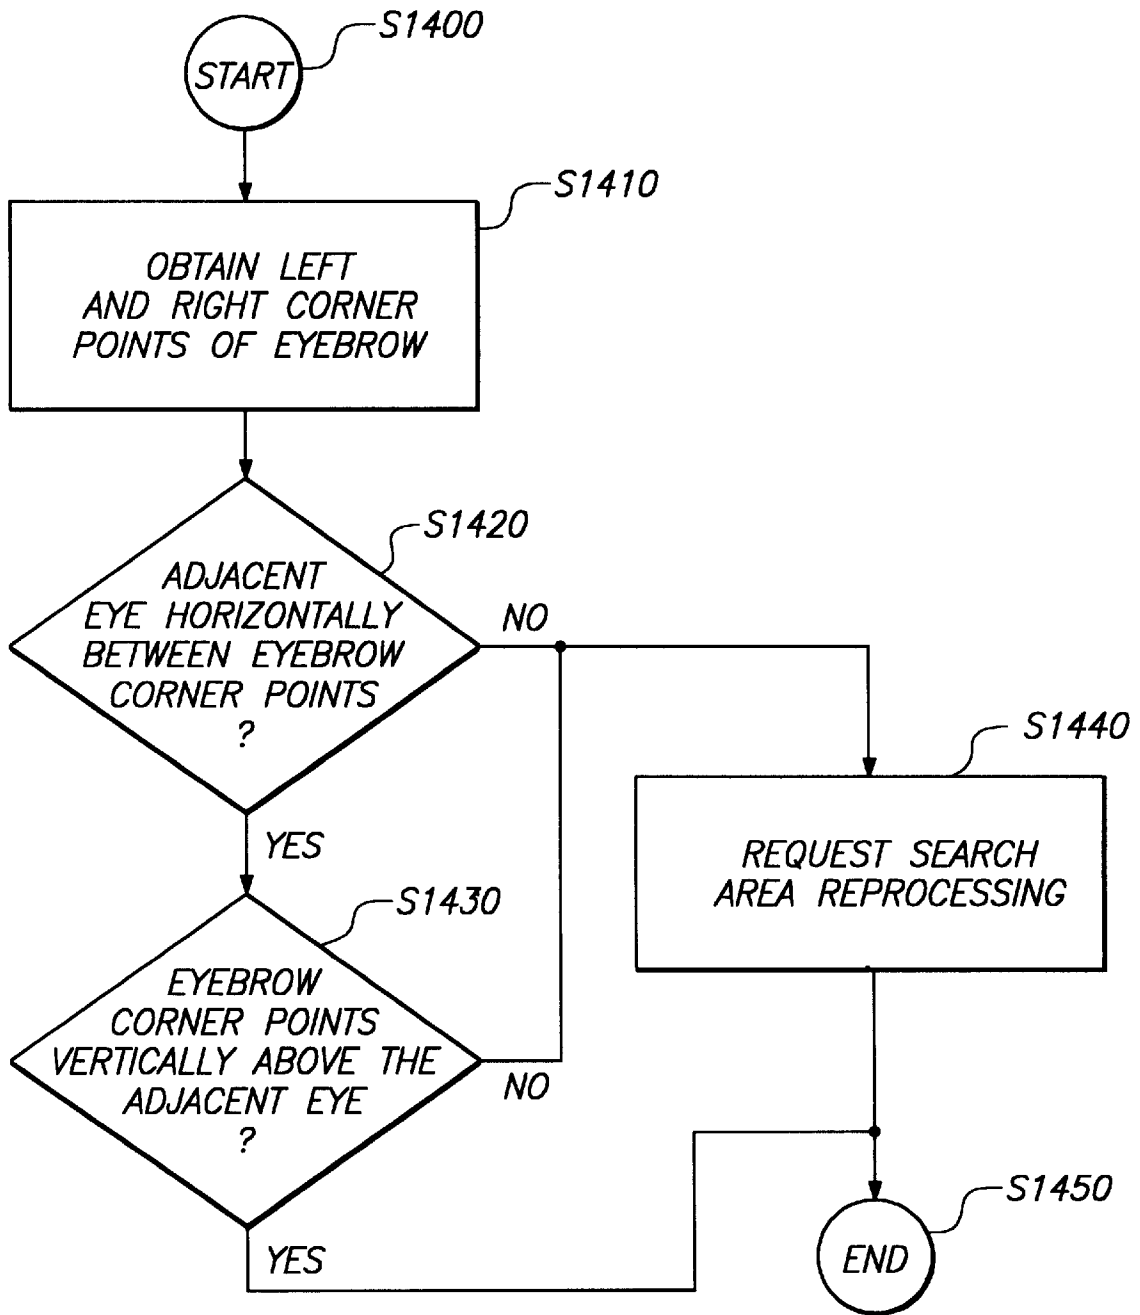 S1400
START
S1410
OBTAIN LEFT
AND RIGHT CORNER
POINTS OF EYEBROW
S1420
ADJACENT
EYE HORIZONTALLY
BETWEEN EYEBROW
CORNER POINTS
?
NO
YES
S1440
REQUEST SEARCH
AREA REPROCESSING
S1430
EYEBROW
CORNER POINTS
VERTICALLY ABOVE THE
ADJACENT EYE
?
NO
YES
S1450
END